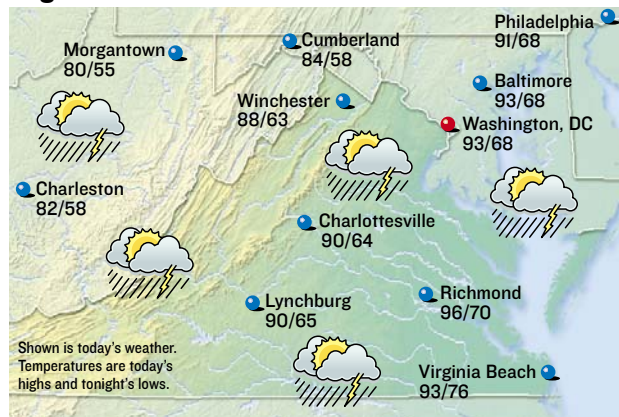 Philadelphia
91/68
Morgantown
80/55
Cumberland
84/58
Baltimore
93/68
Winchester
88/63
Washington, DC
93/68
Charleston
82/58
Charlottesville
90/64
Lynchburg
90/65
Richmond
96/70
Shown is today's weather.
Temperatures are today's
highs and tonight's lows.
Virginia Beach
93/76